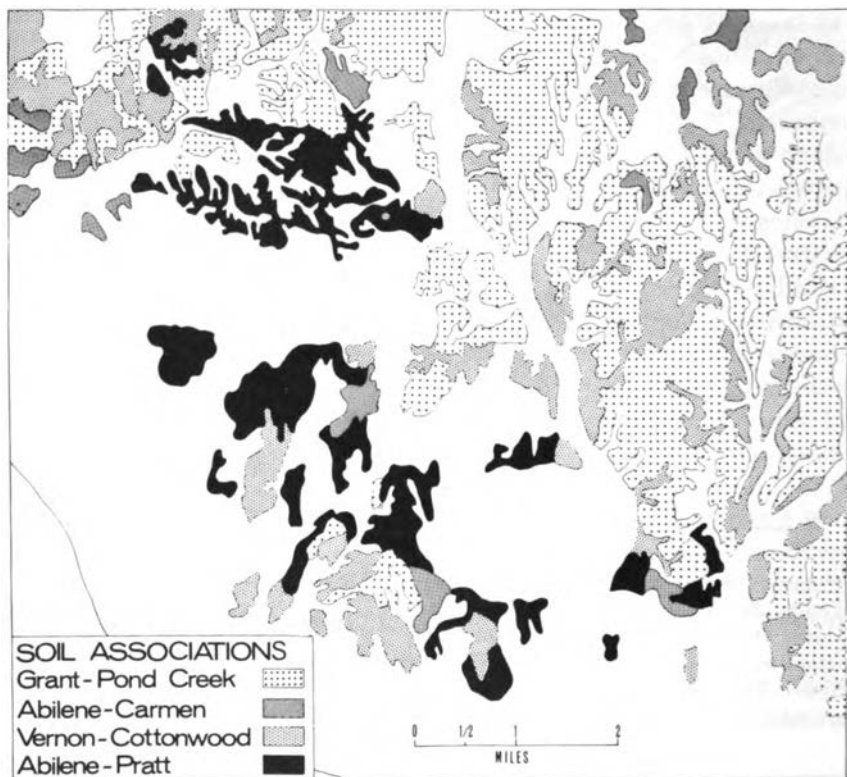 SOIL ASSOCIATIONS
Grant-Pond Creek
Abilene-Carmen
Vernon-Cottonwood
Abilene-Pratt
0 1/2 1 2
MILES